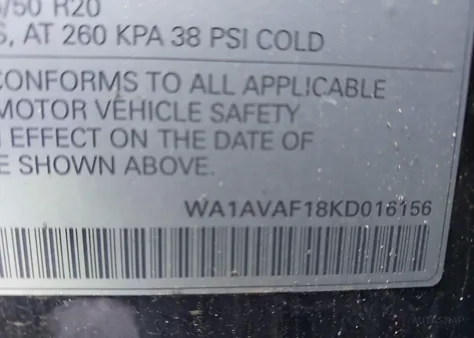 /50 R20
S, AT 260 KPA 38 PSI COLD
CONFORMS TO ALL APPLICABLE
MOTOR VEHICLE SAFETY
EFFECT ON THE DATE OF
E SHOWN ABOVE.
WA1AVAF18KD016156